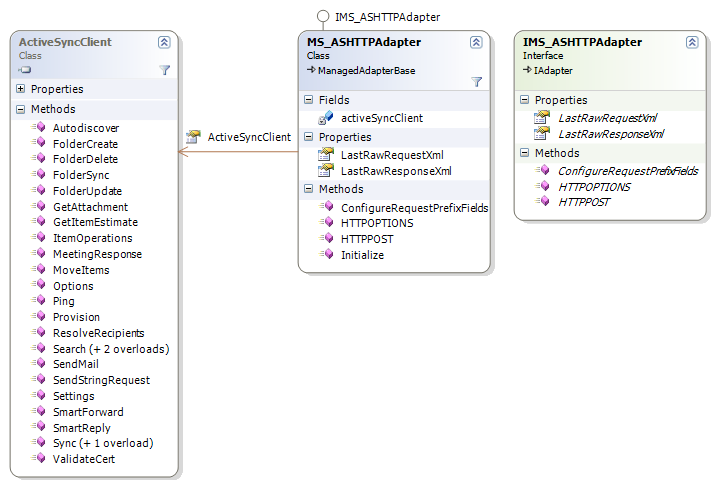 IMS_ASHTTPAdapter
ActiveSyncClient
Class
Properties
Methods
Autodiscover
FolderCreate
FolderDelete
FolderSync
FolderUpdate
GetAttachment
GetItemEstimate
ItemOperations
MeetingResponse
MoveItems
Options
Ping
Provision
ResolveRecipients
Search (+ 2 overloads)
SendMail
SendStringRequest
Settings
SmartForward
SmartReply
Sync (+ 1 overload)
ValidateCert
ActiveSyncClient
MS_ASHTTPAdapter
Class
ManagedAdapterBase
Fields
activeSyncClient
Properties
LastRawRequestXml
LastRawResponseXml
Methods
ConfigureRequestPrefixFields
HTTPOPTIONS
HTTPPOST
Initialize
IMS_ASHTTPAdapter
Interface
IAdapter
Properties
LastRawRequestXml
LastRawResponseXml
Methods
ConfigureRequestPrefixFields
HTTPOPTIONS
HTTPPOST